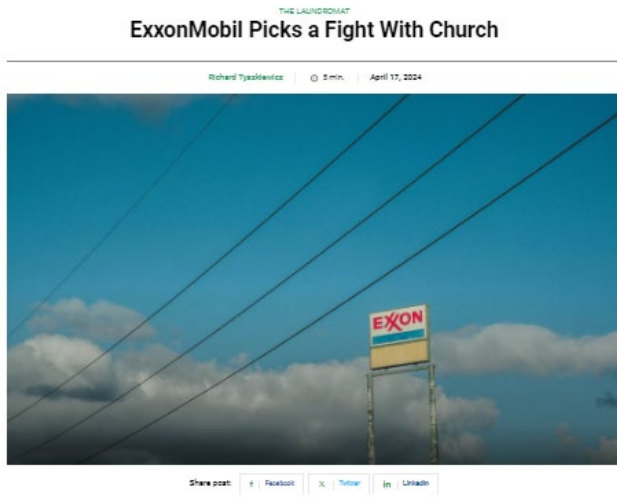 THE LAUNDROMAT
ExxonMobil Picks a Fight With Church
Richard Tyszkiewicz 5 min. April 17, 2024
EXXON
Share post: Facebook Twitter LinkedIn